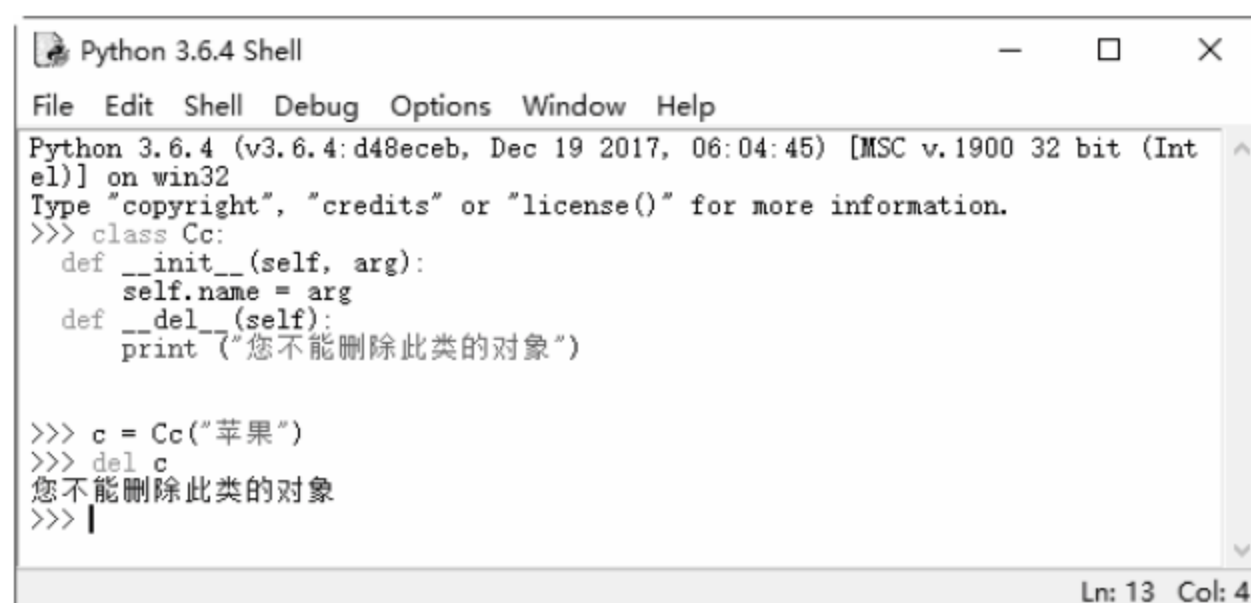 Python 3.6.4 Shell
File Edit Shell Debug Options Window Help
Python 3.6.4 (v3.6.4:d48eceb, Dec 19 2017, 06:04:45) [MSC v.1900 32 bit (Int
el)] on win32
Type "copyright", "credits" or "license()" for more information.
>>> class Cc:
  def __init__(self, arg):
      self.name = arg
  def __del__(self):
      print ("您不能删除此类的对象")
>>> c = Cc("苹果")
>>> del c
您不能删除此类的对象
>>>
Ln: 13 Col: 4